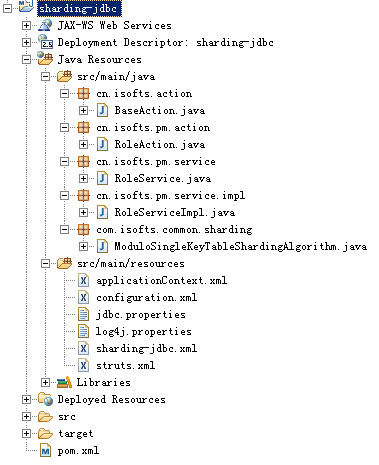 sharding-jdbc
JAX-WS Web Services
Deployment Descriptor: sharding-jdbc
Java Resources
src/main/java
cn.isofts.action
BaseAction.java
cn.isofts.pm.action
RoleAction.java
cn.isofts.pm.service
RoleService.java
cn.isofts.pm.service.impl
RoleServiceImpl.java
com.isofts.common.sharding
ModuloSingleKeyTableShardingAlgorithm.java
src/main/resources
applicationContext.xml
configuration.xml
jdbc.properties
log4j.properties
sharding-jdbc.xml
struts.xml
Libraries
Deployed Resources
src
target
pom.xml